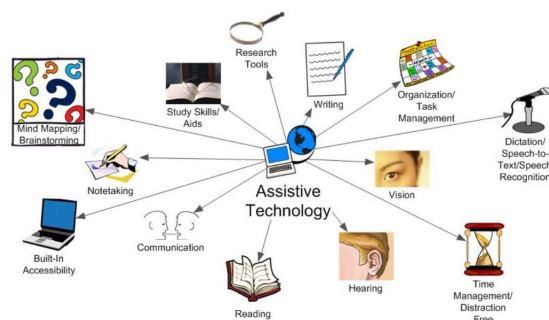 Research
Tools
Writing
Organization/
Task
Management
Study Skills/
Aids
Mind Mapping/
Brainstorming
Dictation/
Speech-to-
Text/Speech
Recognition
Notetaking
Vision
Assistive
Technology
Built-In
Accessibility
Communication
Reading
Hearing
Time
Management/
Distraction
Free